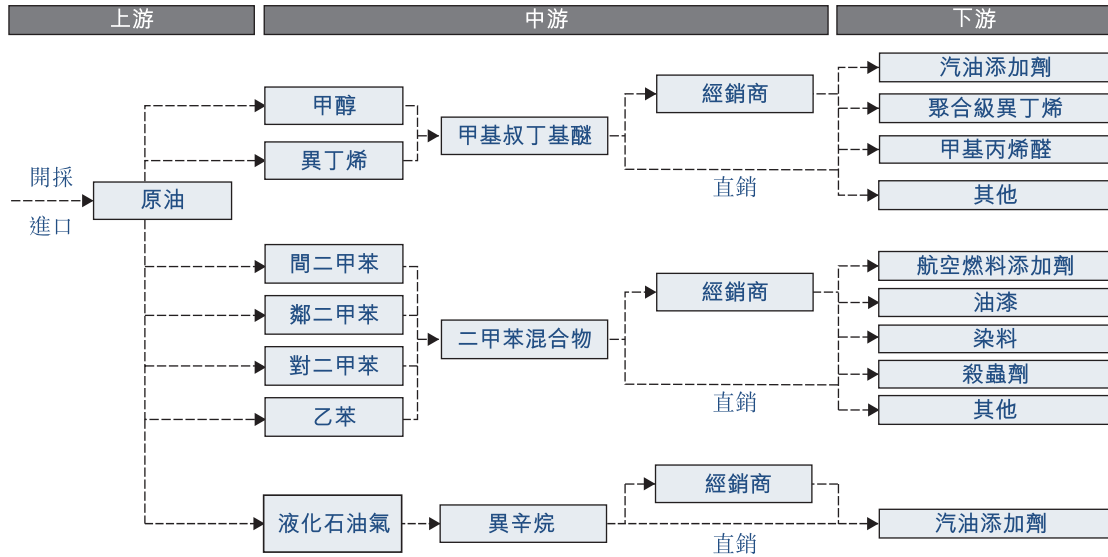 上游
中游
下游
開採
進口
原油
甲醇
異丁烯
甲基叔丁基醚
經銷商
直銷
汽油添加劑
聚合級異丁烯
甲基丙烯醛
其他
間二甲苯
鄰二甲苯
對二甲苯
乙苯
二甲苯混合物
經銷商
直銷
航空燃料添加劑
油漆
染料
殺蟲劑
其他
液化石油氣
異辛烷
經銷商
直銷
汽油添加劑